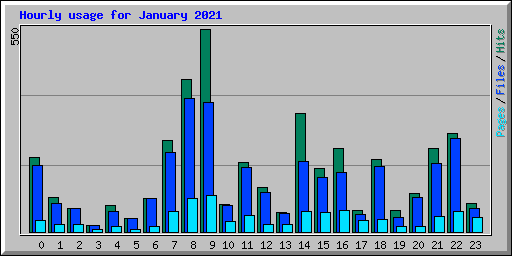 Hourly usage for January 2021
550
Pages / Files / Hits
0 1 2 3 4 5 6 7 8 9 10 11 12 13 14 15 16 17 18 19 20 21 22 23